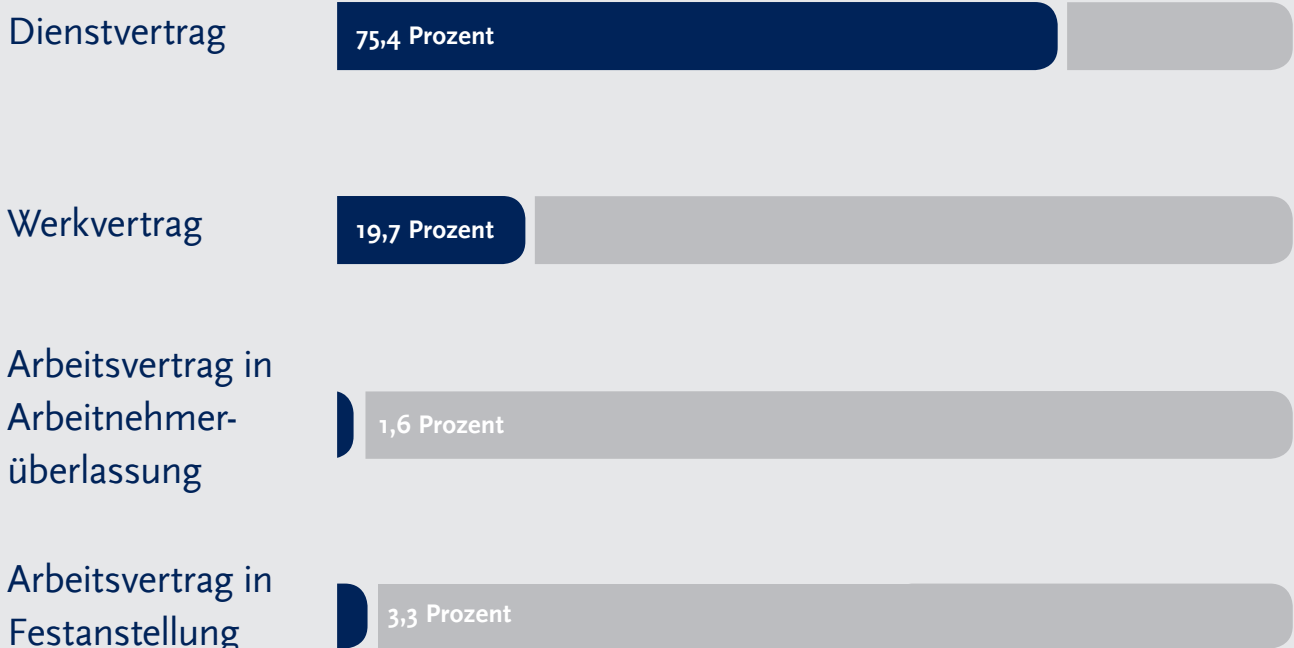 Dienstvertrag
75,4 Prozent
Werkvertrag
19,7 Prozent
Arbeitsvertrag in
Arbeitnehmer-
überlassung
1,6 Prozent
Arbeitsvertrag in
Festanstellung
3,3 Prozent